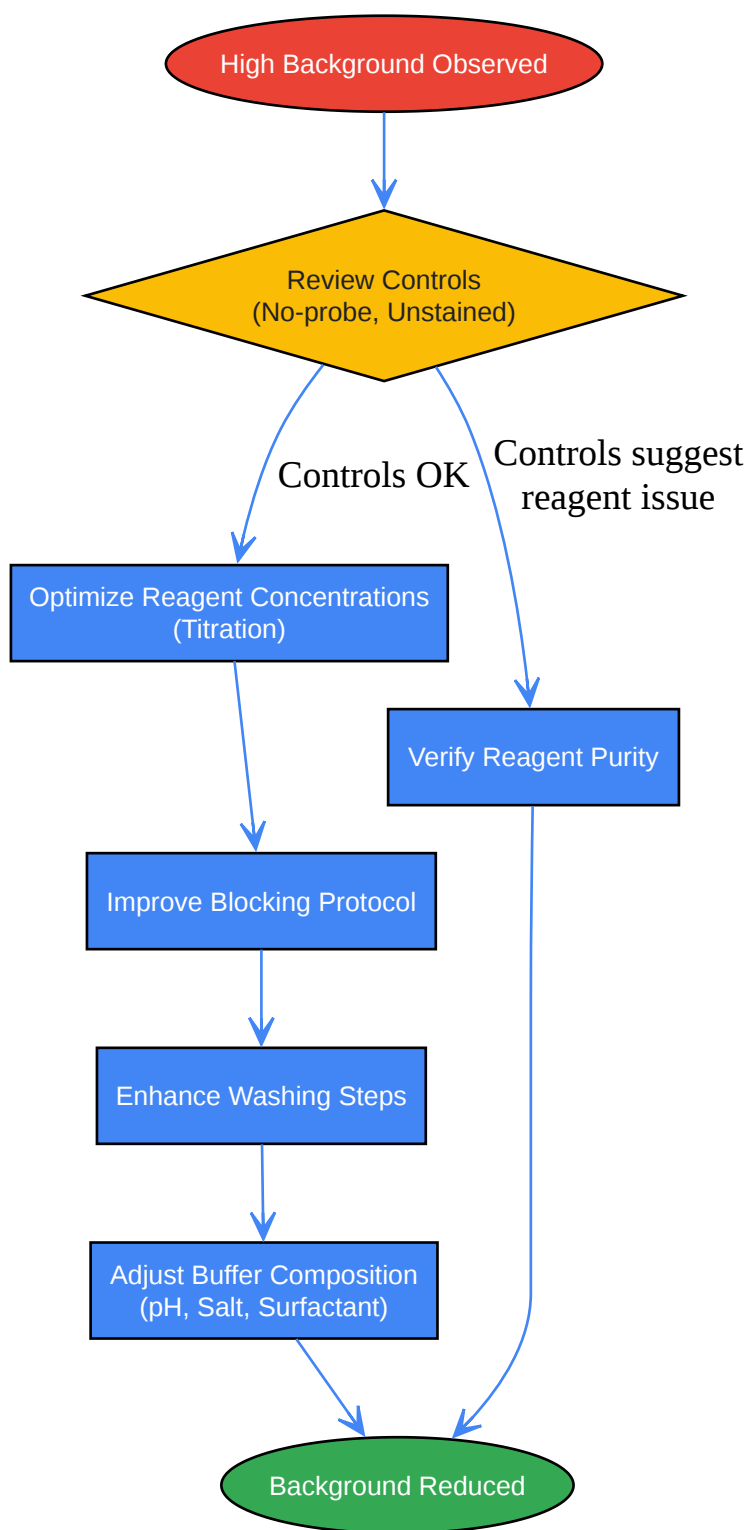 High Background Observed
Review Controls
(No-probe, Unstained)
Controls OK
Controls suggest
reagent issue
Optimize Reagent Concentrations
(Titration)
Verify Reagent Purity
Improve Blocking Protocol
Enhance Washing Steps
Adjust Buffer Composition
(pH, Salt, Surfactant)
Background Reduced